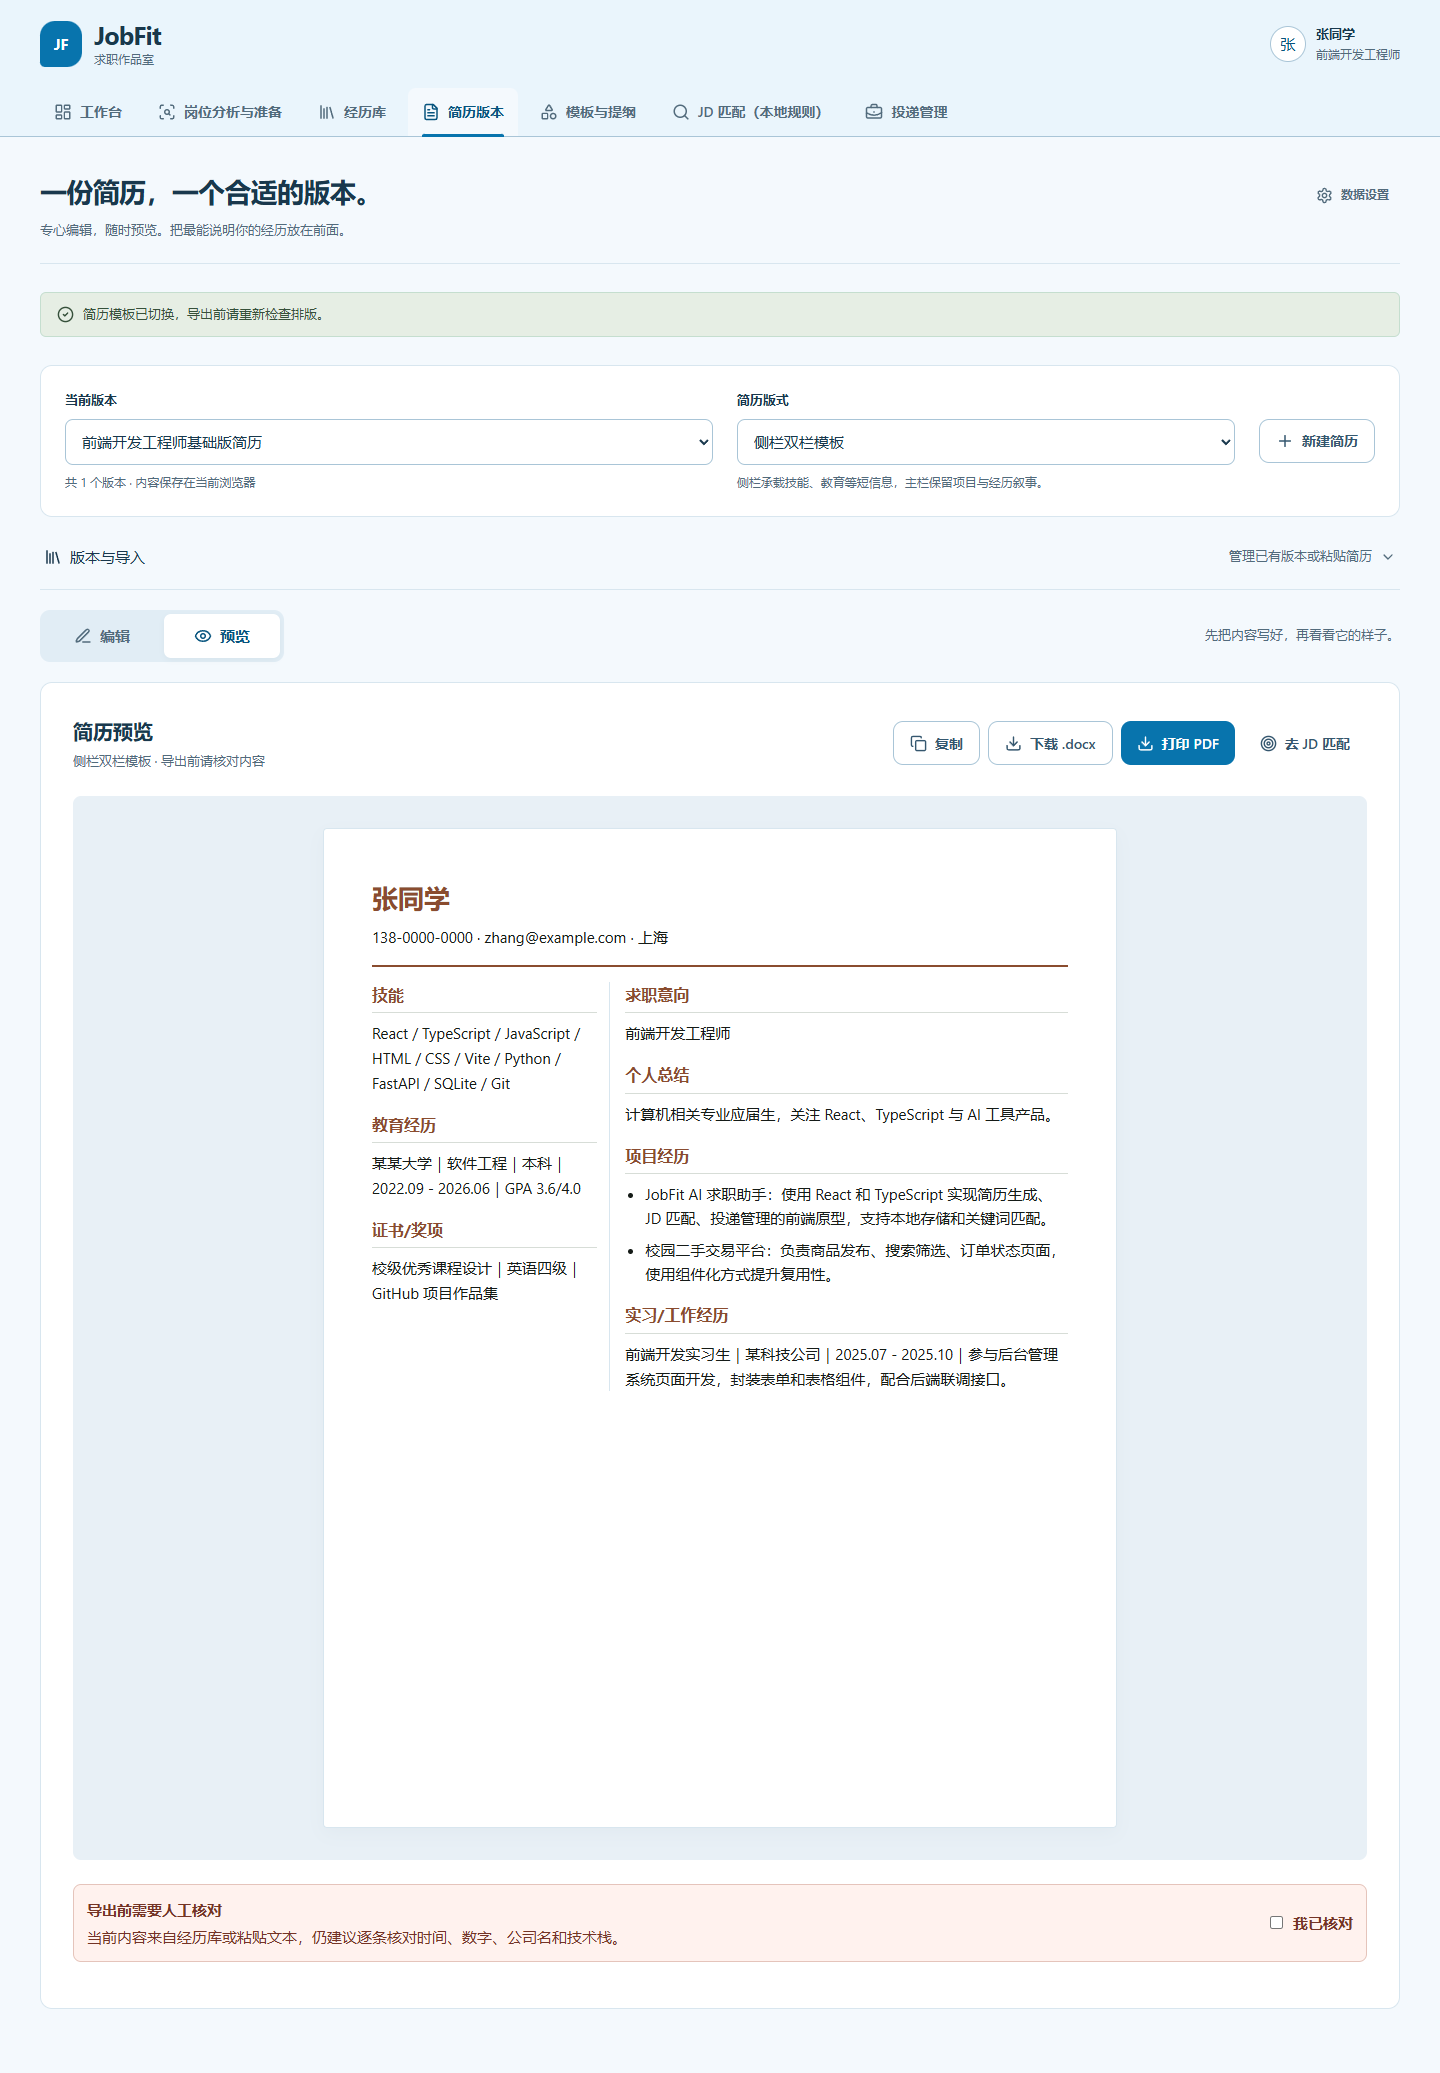 JF
JobFit
求职作品室
张
张同学
前端开发工程师
工作台
岗位分析与准备
经历库
简历版本
模板与提纲
JD 匹配（本地规则）
投递管理
一份简历，一个合适的版本。
数据设置
专心编辑，随时预览。把最能说明你的经历放在前面。
简历模板已切换，导出前请重新检查排版。
当前版本
前端开发工程师基础版简历
共 1 个版本 · 内容保存在当前浏览器
简历版式
侧栏双栏模板
侧栏承载技能、教育等短信息，主栏保留项目与经历叙事。
新建简历
版本与导入
管理已有版本或粘贴简历
编辑
预览
先把内容写好，再看看它的样子。
简历预览
侧栏双栏模板 · 导出前请核对内容
复制
下载 .docx
打印 PDF
去 JD 匹配
张同学
138-0000-0000 · zhang@example.com · 上海
技能
React / TypeScript / JavaScript /
HTML / CSS / Vite / Python /
FastAPI / SQLite / Git
教育经历
某某大学 | 软件工程 | 本科 |
2022.09 - 2026.06 | GPA 3.6/4.0
证书/奖项
校级优秀课程设计 | 英语四级 |
GitHub 项目作品集
求职意向
前端开发工程师
个人总结
计算机相关专业应届生，关注 React、TypeScript 与 AI 工具产品。
项目经历
• JobFit AI 求职助手：使用 React 和 TypeScript 实现简历生成、
JD 匹配、投递管理的前端原型，支持本地存储和关键词匹配。
• 校园二手交易平台：负责商品发布、搜索筛选、订单状态页面，
使用组件化方式提升复用性。
实习/工作经历
前端开发实习生 | 某科技公司 | 2025.07 - 2025.10 | 参与后台管理
系统页面开发，封装表单和表格组件，配合后端联调接口。
导出前需要人工核对
当前内容来自经历库或粘贴文本，仍建议逐条核对时间、数字、公司名和技术栈。
我已核对